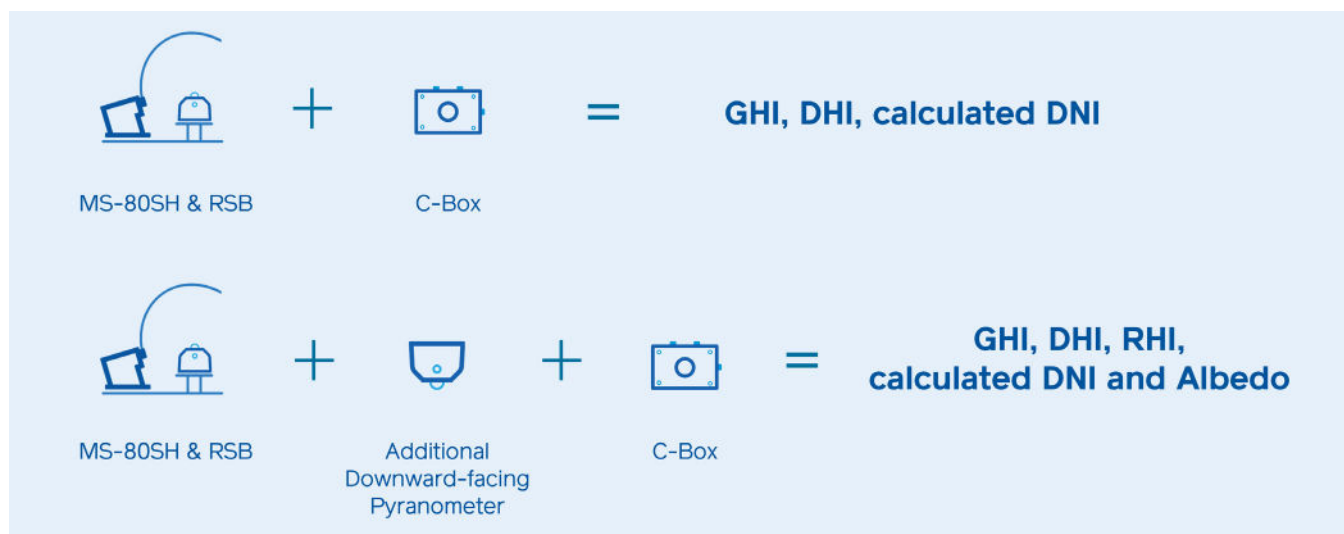 + = GHI, DHI, calculated DNI
MS-80SH & RSB
C-Box
+ + = GHI, DHI, RHI,
calculated DNI and Albedo
MS-80SH & RSB
Additional
Downward-facing
Pyranometer
C-Box